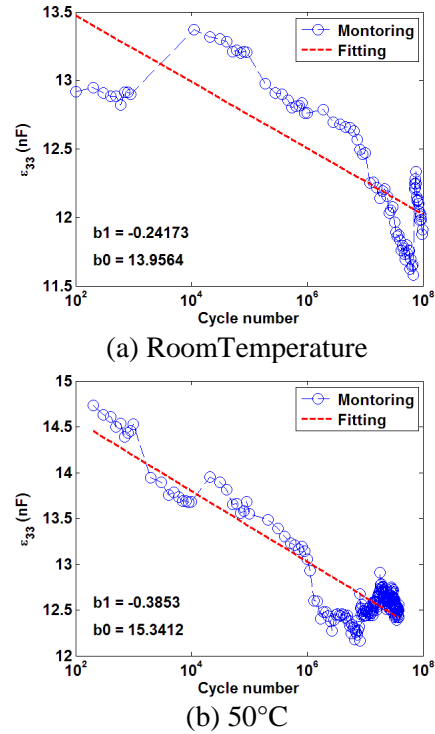 13.5
13
12.5
12
11.5
ε33 (nF)
Montoring
Fitting
b1 = -0.24173
b0 = 13.9564
10^2 10^4 10^6 10^8
Cycle number
(a) RoomTemperature
15
14.5
14
13.5
13
12.5
12
ε33 (nF)
Montoring
Fitting
b1 = -0.3853
b0 = 15.3412
10^2 10^4 10^6 10^8
Cycle number
(b) 50°C